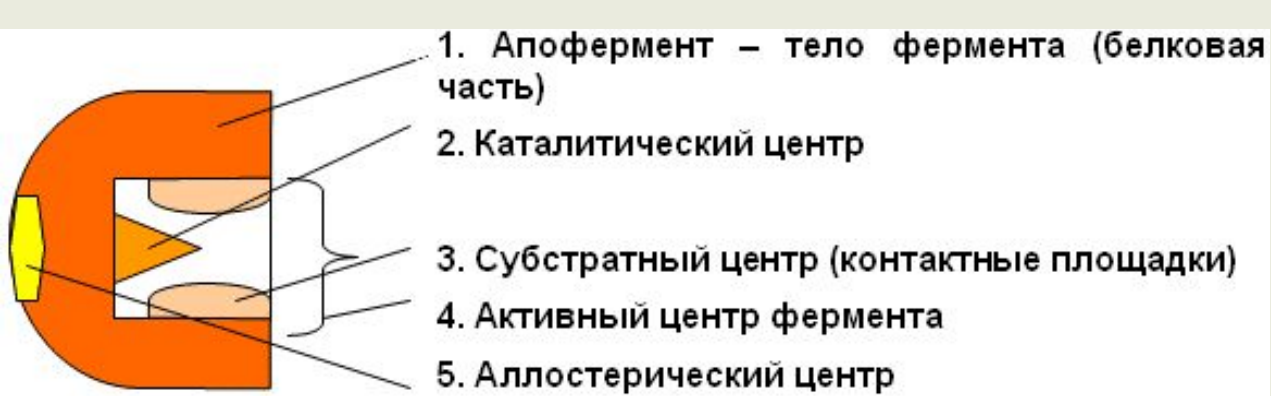 1. Апофермент – тело фермента (белковая
часть)
2. Каталитический центр
3. Субстратный центр (контактные площадки)
4. Активный центр фермента
5. Аллостерический центр